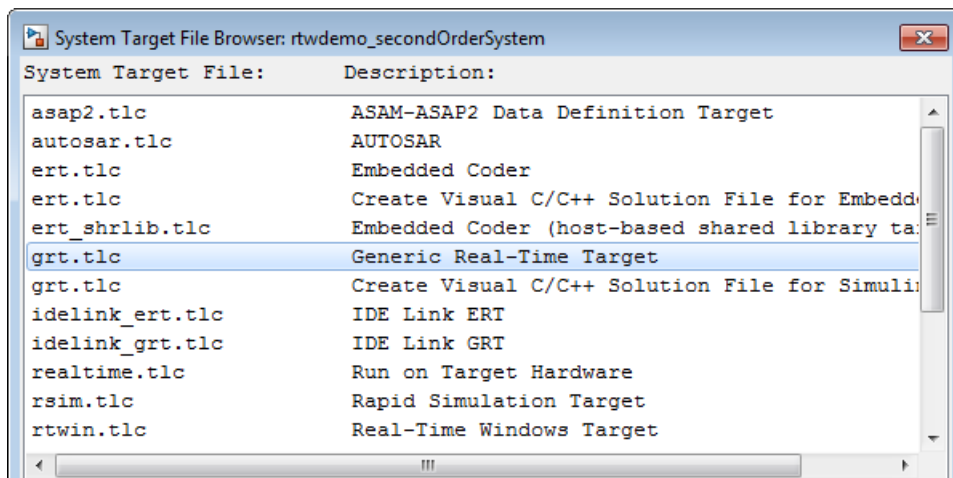 System Target File Browser: rtwdemo_secondOrderSystem
System Target File: Description:
asap2.tlc ASAM-ASAP2 Data Definition Target
autosar.tlc AUTOSAR
ert.tlc Embedded Coder
ert.tlc Create Visual C/C++ Solution File for
ert_shrlib.tlc Embedded Coder (host-based shared library
grt.tlc Generic Real-Time Target
grt.tlc Create Visual C/C++ Solution File for
idelink_ert.tlc IDE Link ERT
idelink_grt.tlc IDE Link GRT
realtime.tlc Run on Target Hardware
rsim.tlc Rapid Simulation Target
rtwin.tlc Real-Time Windows Target